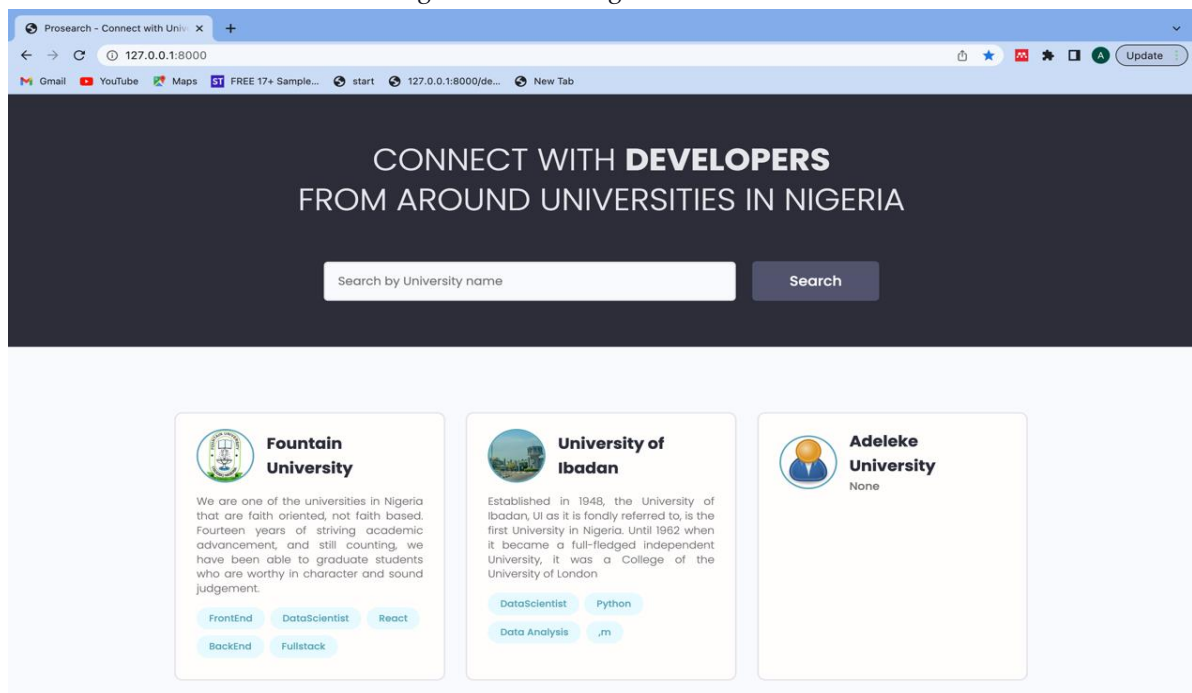 Prosearch - Connect with Univ
127.0.0.1:8000
A
Update
Gmail
YouTube
Maps
ST
FREE 17+ Sample...
start
127.0.0.1:8000/de...
New Tab
CONNECT WITH DEVELOPERS
FROM AROUND UNIVERSITIES IN NIGERIA
Search by University name
Search
Fountain
University
We are one of the universities in Nigeria
that are faith oriented, not faith based.
Fourteen years of striving academic
advancement, and still counting, we
have been able to graduate students
who are worthy in character and sound
judgement.
FrontEnd
DataScientist
React
BackEnd
Fullstack
University of
Ibadan
Established in 1948, the University of
Ibadan, UI as it is fondly referred to, is the
first University in Nigeria. Until 1962 when
it became a full-fledged independent
University, it was a College of the
University of London
DataScientist
Python
Data Analysis
,m
Adeleke
University
None